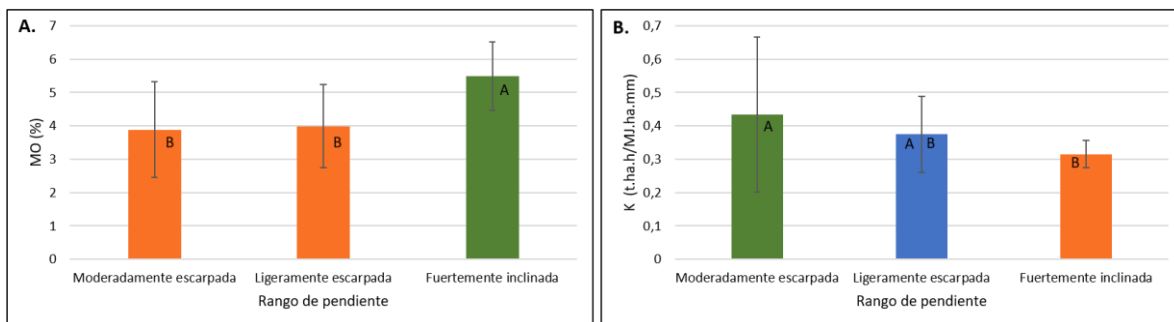 A.
MO (%)
7
6
5
4
3
2
1
0
B
B
A
Moderadamente escarpada
Ligeramente escarpada
Fuertemente inclinada
Rango de pendiente
B.
K (t.ha.h/MJ.ha.mm)
0,7
0,6
0,5
0,4
0,3
0,2
0,1
0
A
A B
B
Moderadamente escarpada
Ligeramente escarpada
Fuertemente inclinada
Rango de pendiente